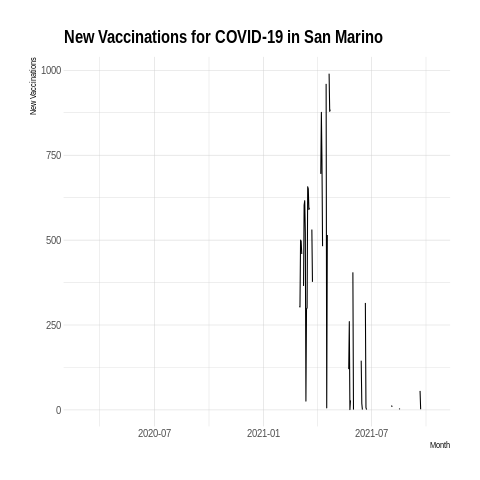 New Vaccinations for COVID-19 in San Marino
New Vaccinations
1000
750
500
250
0
2020-07 2021-01 2021-07
Month